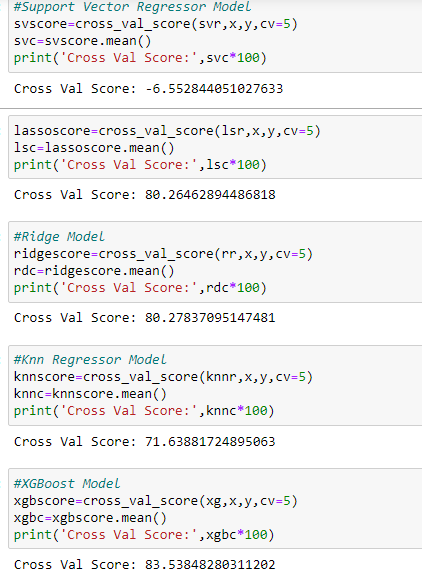 #Support Vector Regressor Model
svscore=cross_val_score(svr,x,y,cv=5)
svc=svscore.mean()
print('Cross Val Score:',svc*100)
Cross Val Score: -6.552844051027633
lassoscore=cross_val_score(lsr,x,y,cv=5)
lsc=lassoscore.mean()
print('Cross Val Score:',lsc*100)
Cross Val Score: 80.26462894486818
#Ridge Model
ridgescore=cross_val_score(rr,x,y,cv=5)
rdc=ridgescore.mean()
print('Cross Val Score:',rdc*100)
Cross Val Score: 80.27837095147481
#Knn Regressor Model
knnscore=cross_val_score(knnr,x,y,cv=5)
knnc=knnscore.mean()
print('Cross Val Score:',knnc*100)
Cross Val Score: 71.63881724895063
#XGBoost Model
xgbscore=cross_val_score(xg,x,y,cv=5)
xgbc=xgbscore.mean()
print('Cross Val Score:',xgbc*100)
Cross Val Score: 83.53848280311202